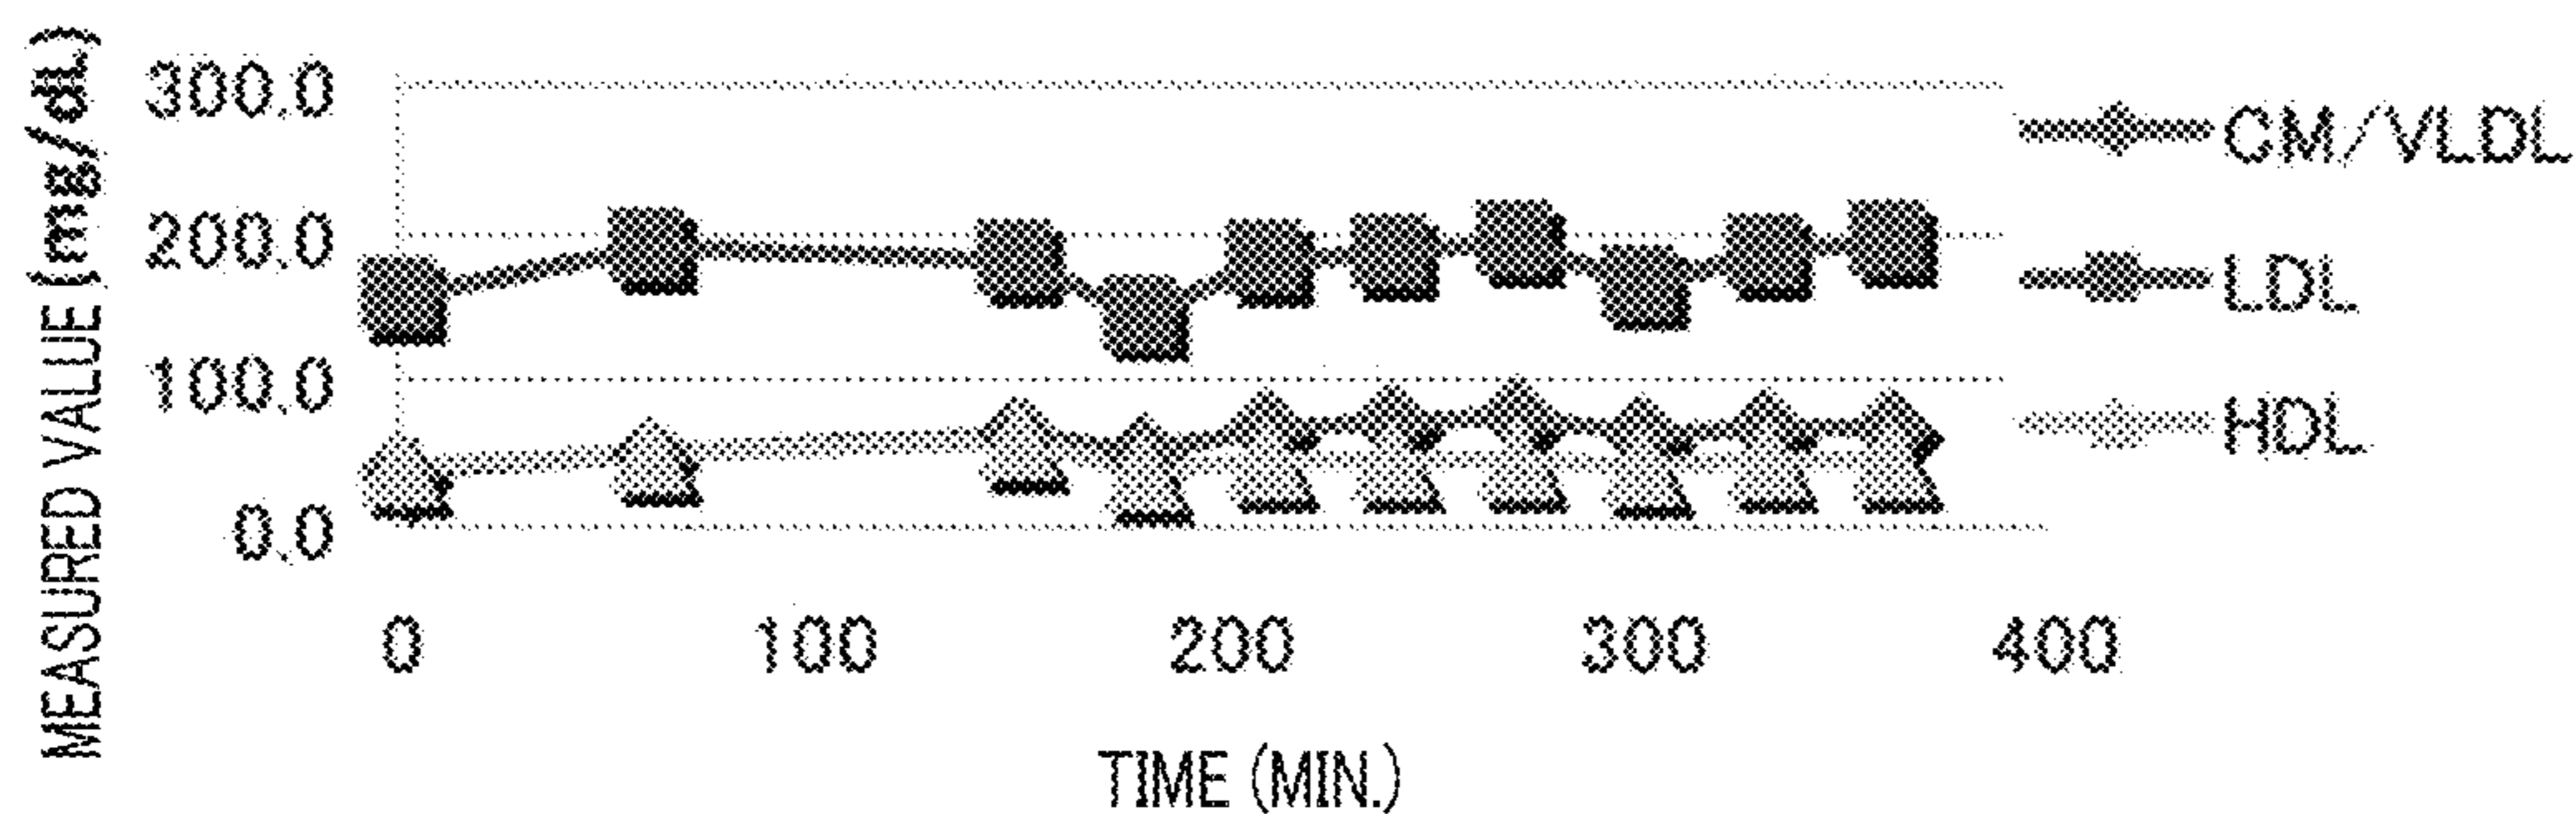 MEASURED VALUE (mg/dL)
300.0
200.0
100.0
0.0
0 100 200 300 400
TIME (MIN.)
CM/VLDL
LDL
HDL